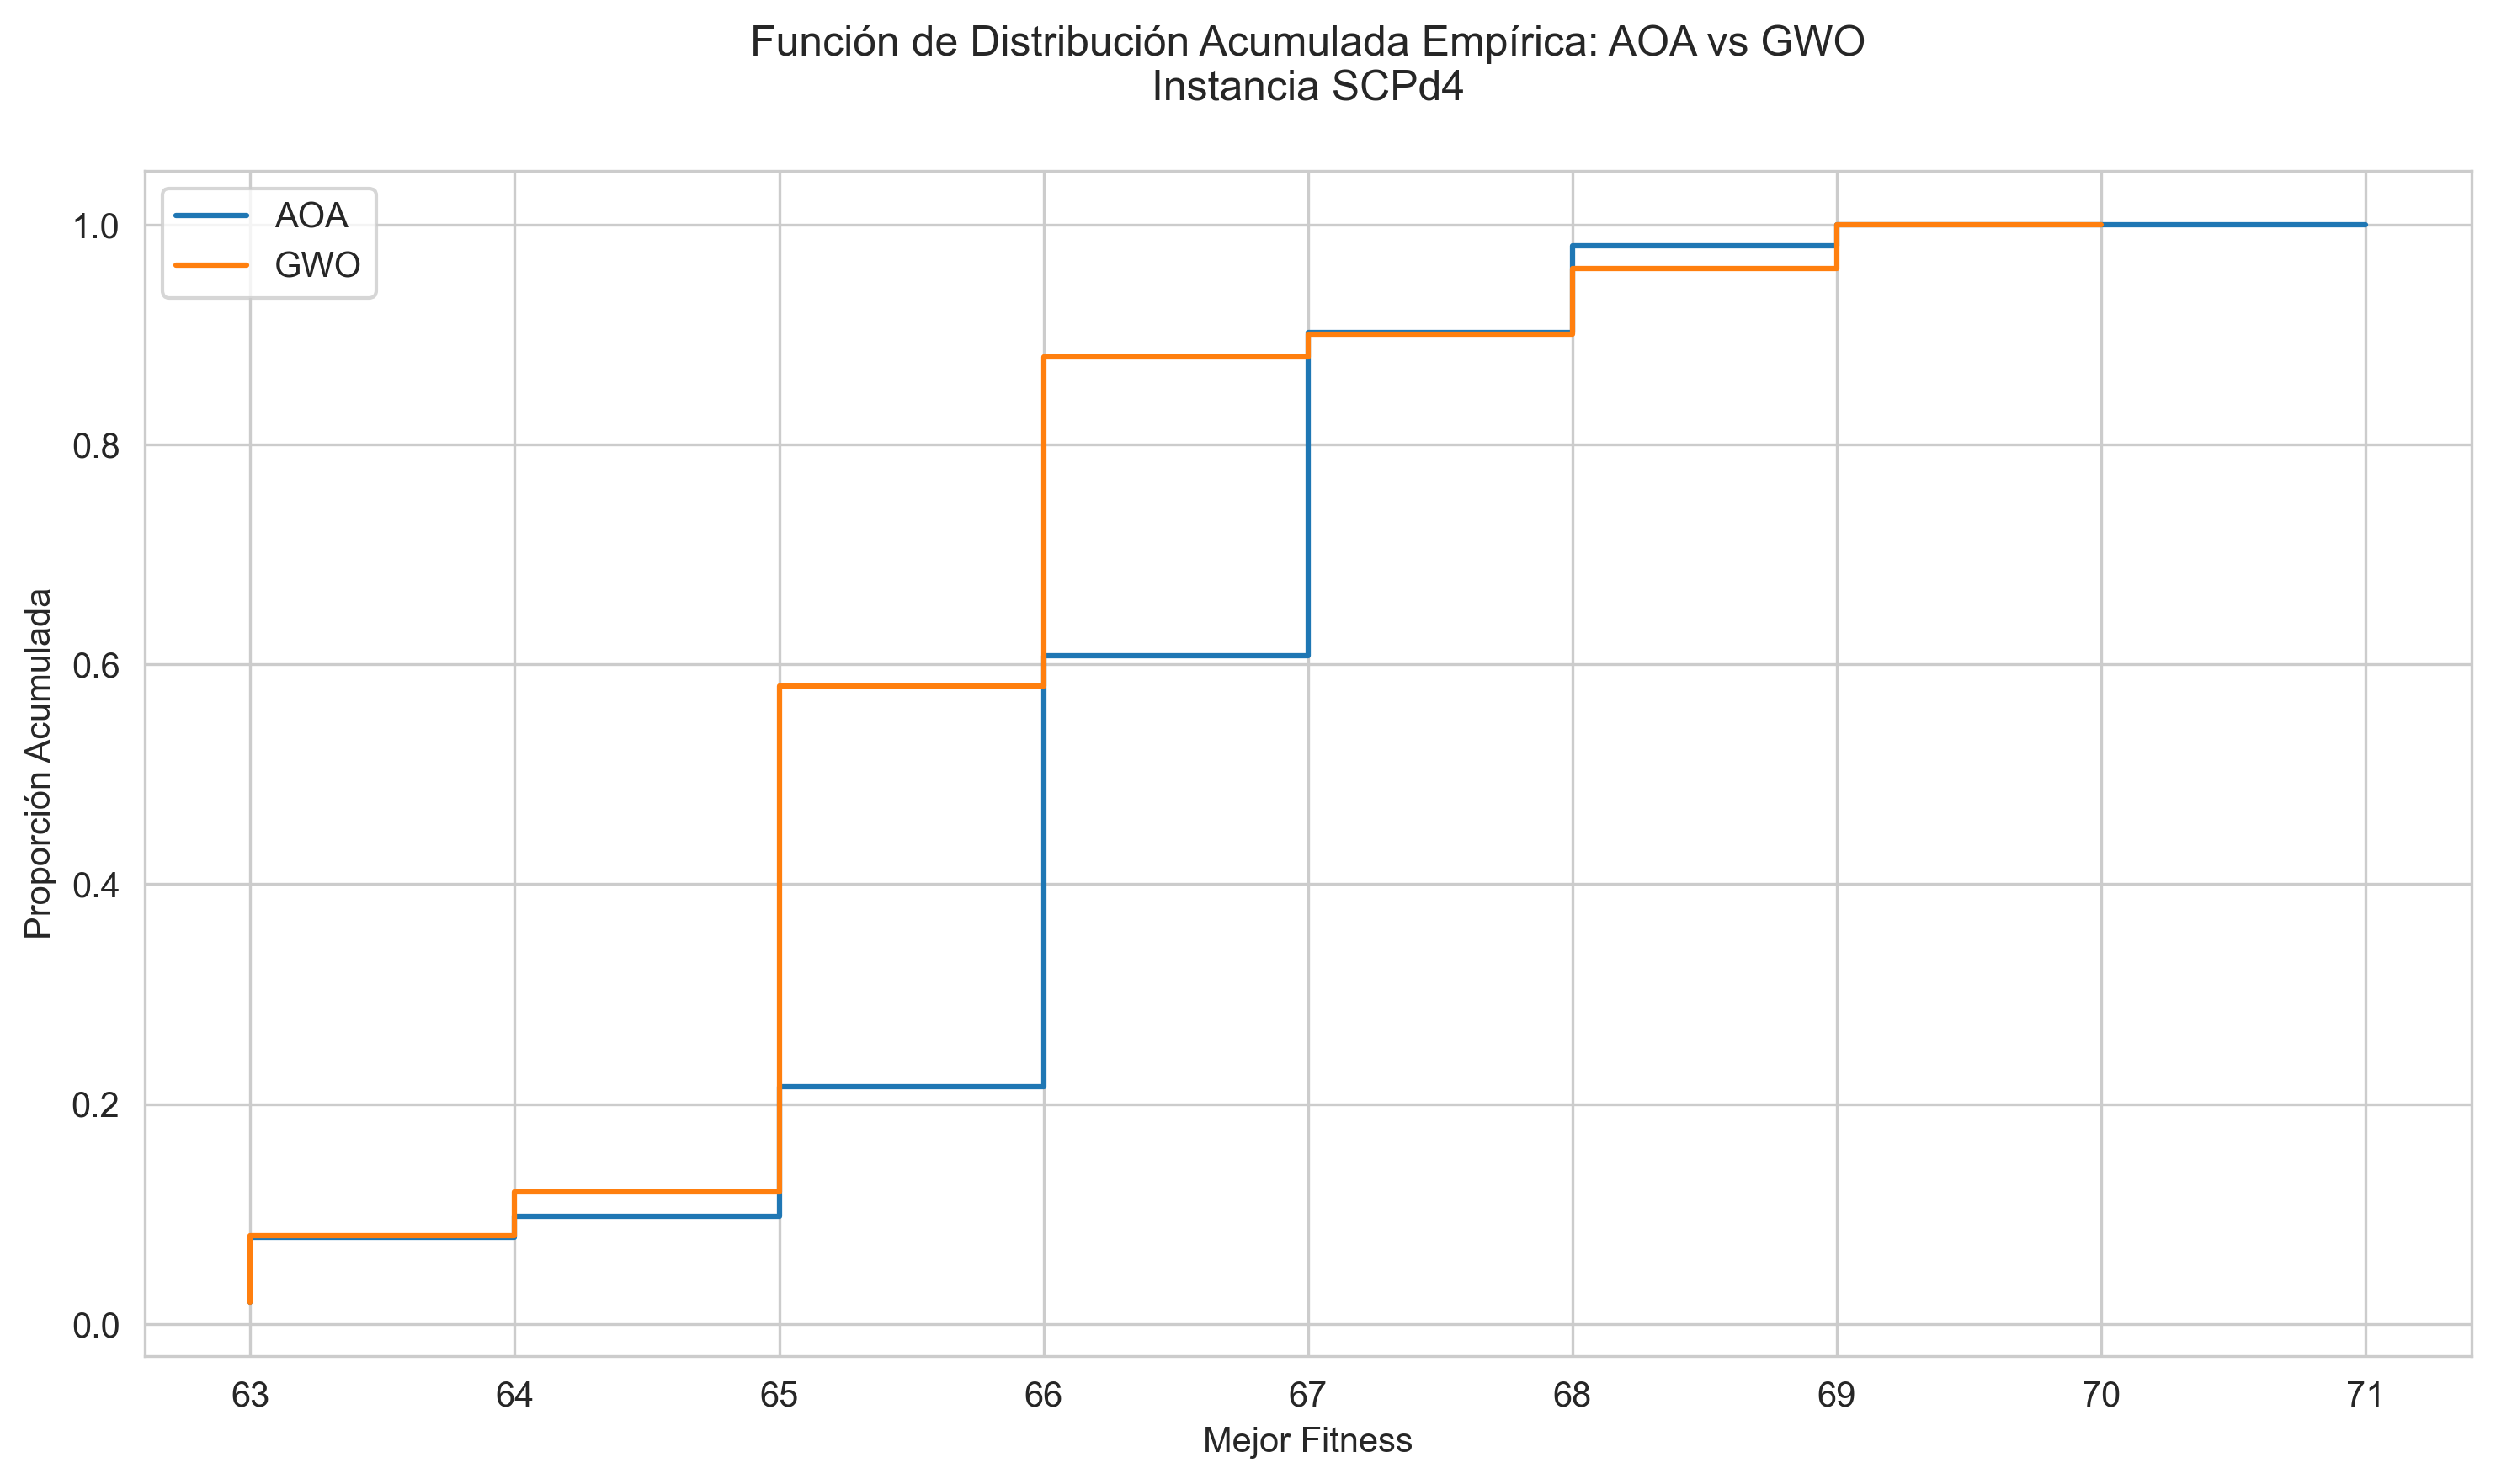 Función de Distribución Acumulada Empírica: AOA vs GWO
Instancia SCPd4
AOA
GWO
1.0
0.8
0.6
0.4
0.2
0.0
Proporción Acumulada
63 64 65 66 67 68 69 70 71
Mejor Fitness